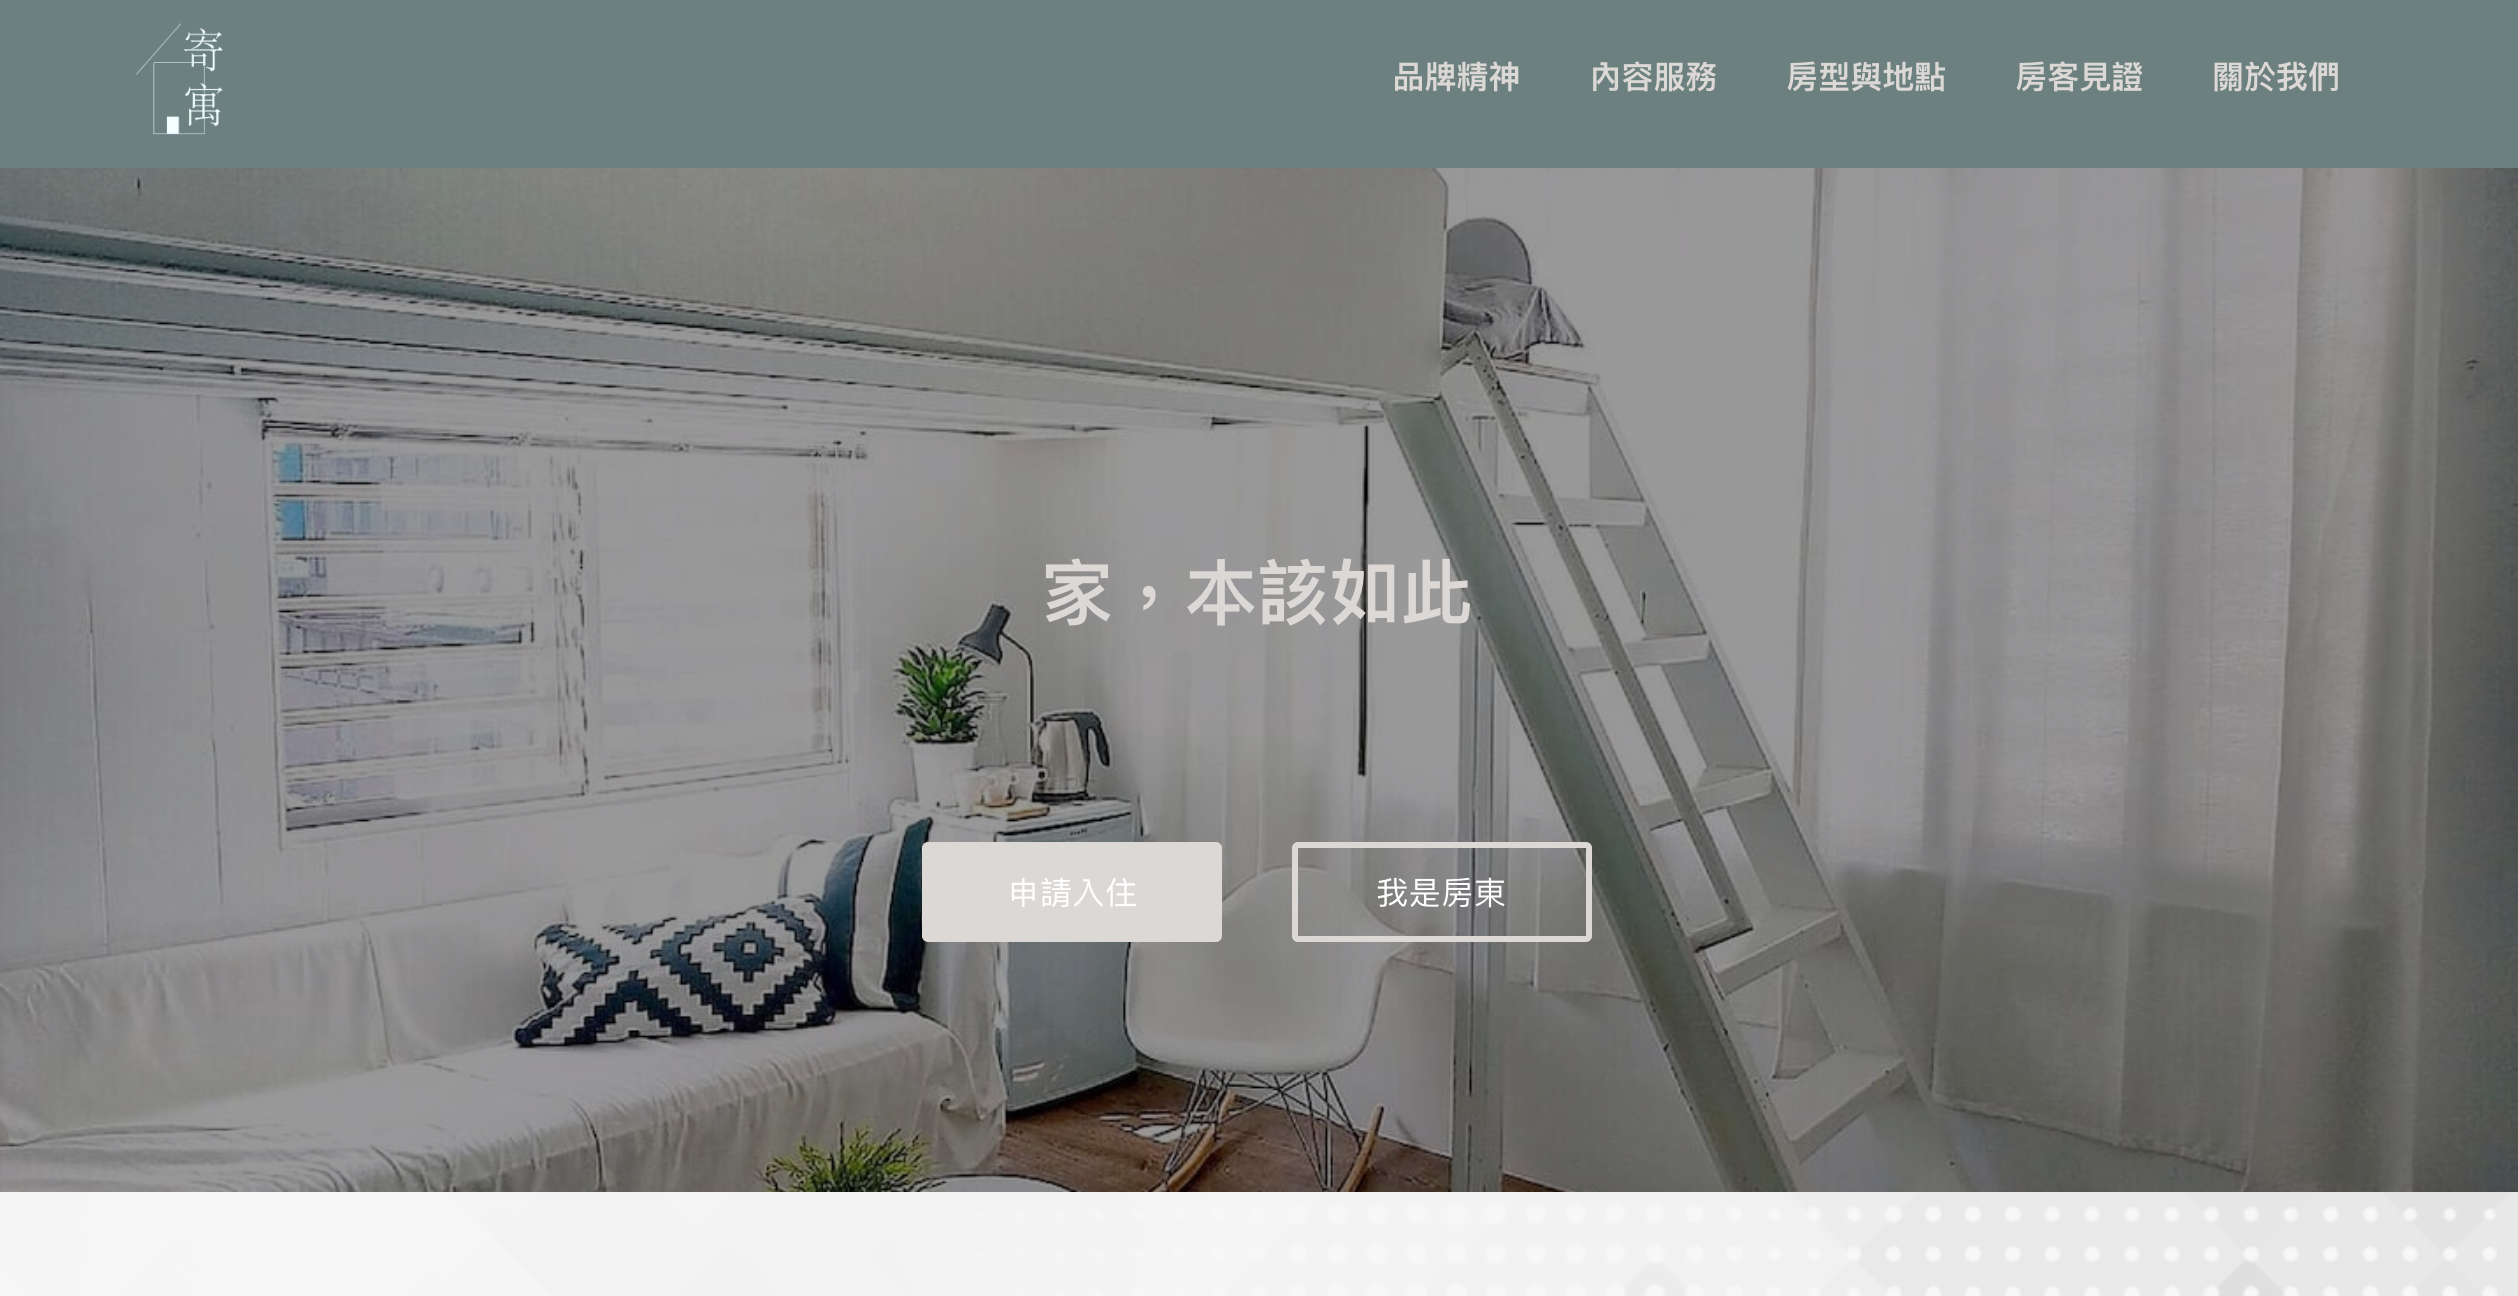 寄寓
品牌精神 內容服務 房型與地點 房客見證 關於我們
家，本該如此
申請入住 我是房東